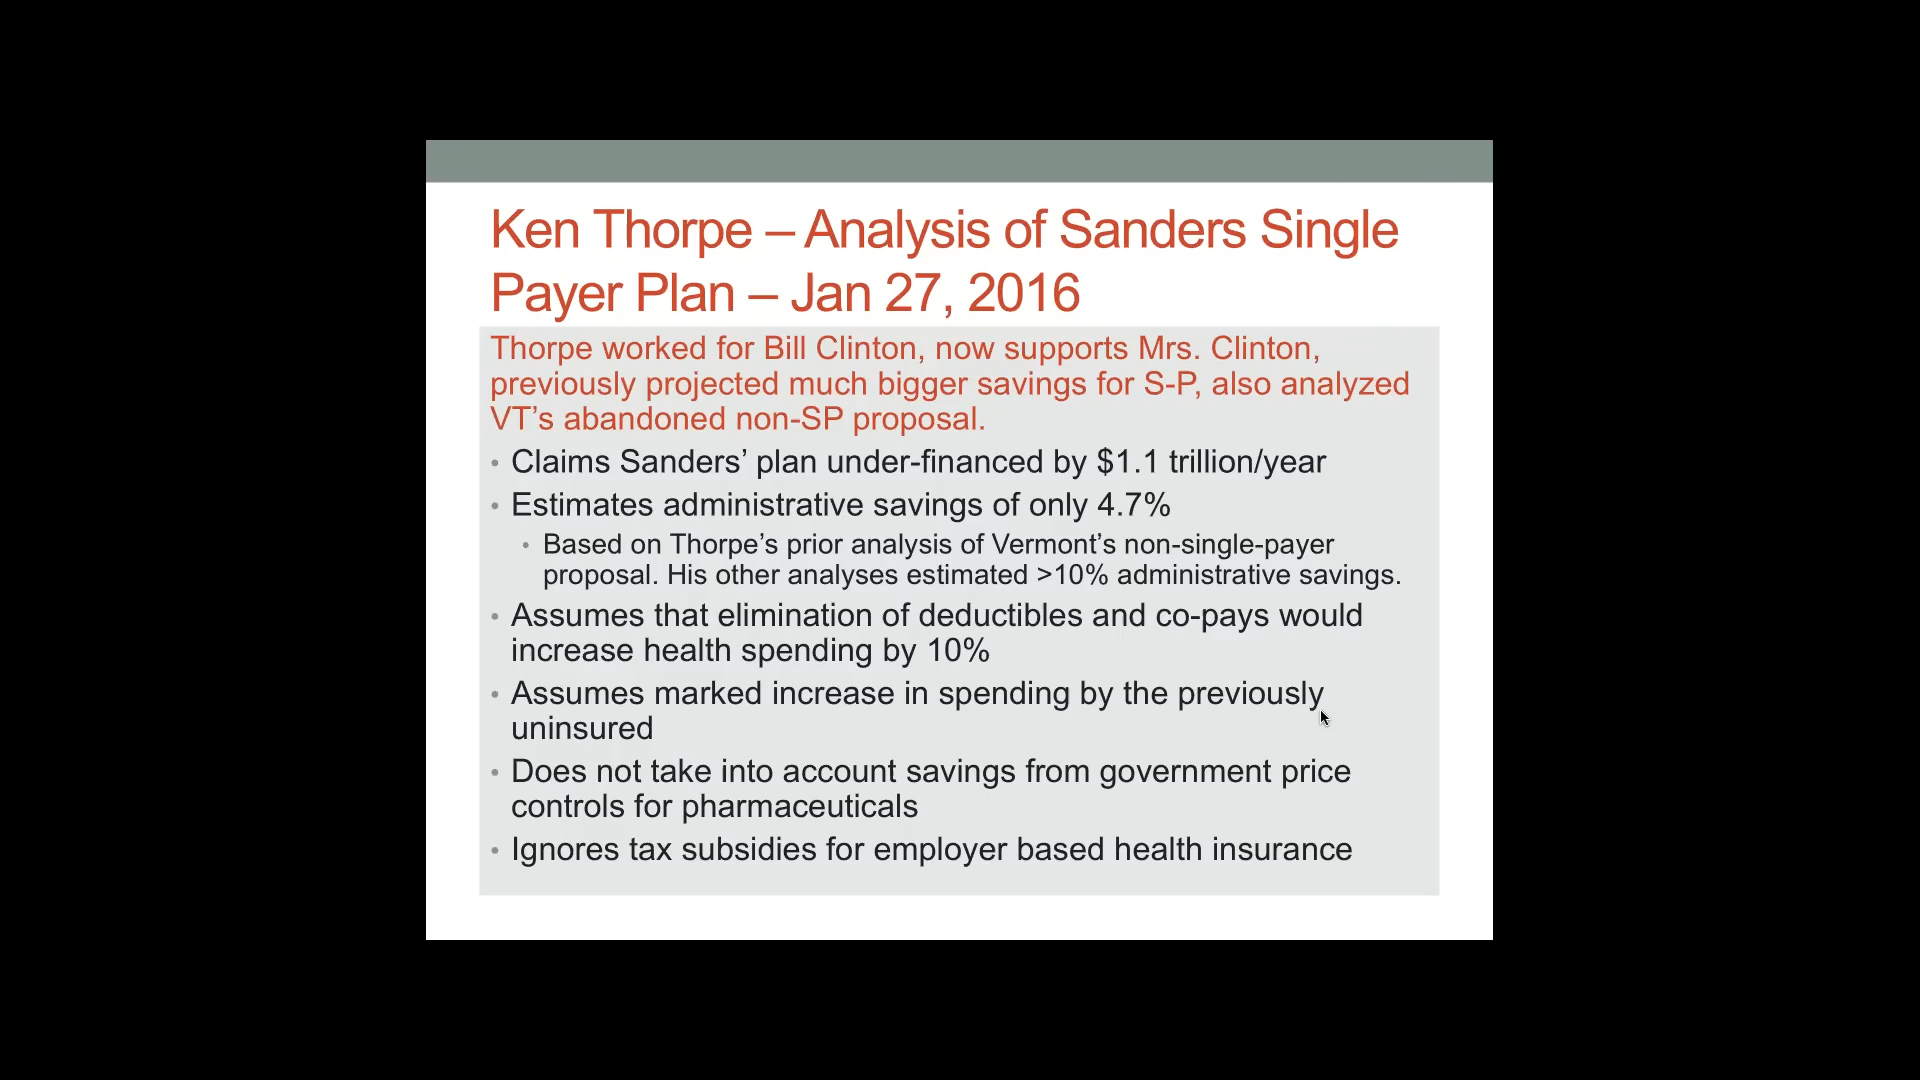 Ken Thorpe – Analysis of Sanders Single
Payer Plan – Jan 27, 2016
Thorpe worked for Bill Clinton, now supports Mrs. Clinton,
previously projected much bigger savings for S-P, also analyzed
VT’s abandoned non-SP proposal.
• Claims Sanders’ plan under-financed by $1.1 trillion/year
• Estimates administrative savings of only 4.7%
• Based on Thorpe’s prior analysis of Vermont’s non-single-payer
proposal. His other analyses estimated >10% administrative savings.
• Assumes that elimination of deductibles and co-pays would
increase health spending by 10%
• Assumes marked increase in spending by the previously
uninsured
• Does not take into account savings from government price
controls for pharmaceuticals
• Ignores tax subsidies for employer based health insurance